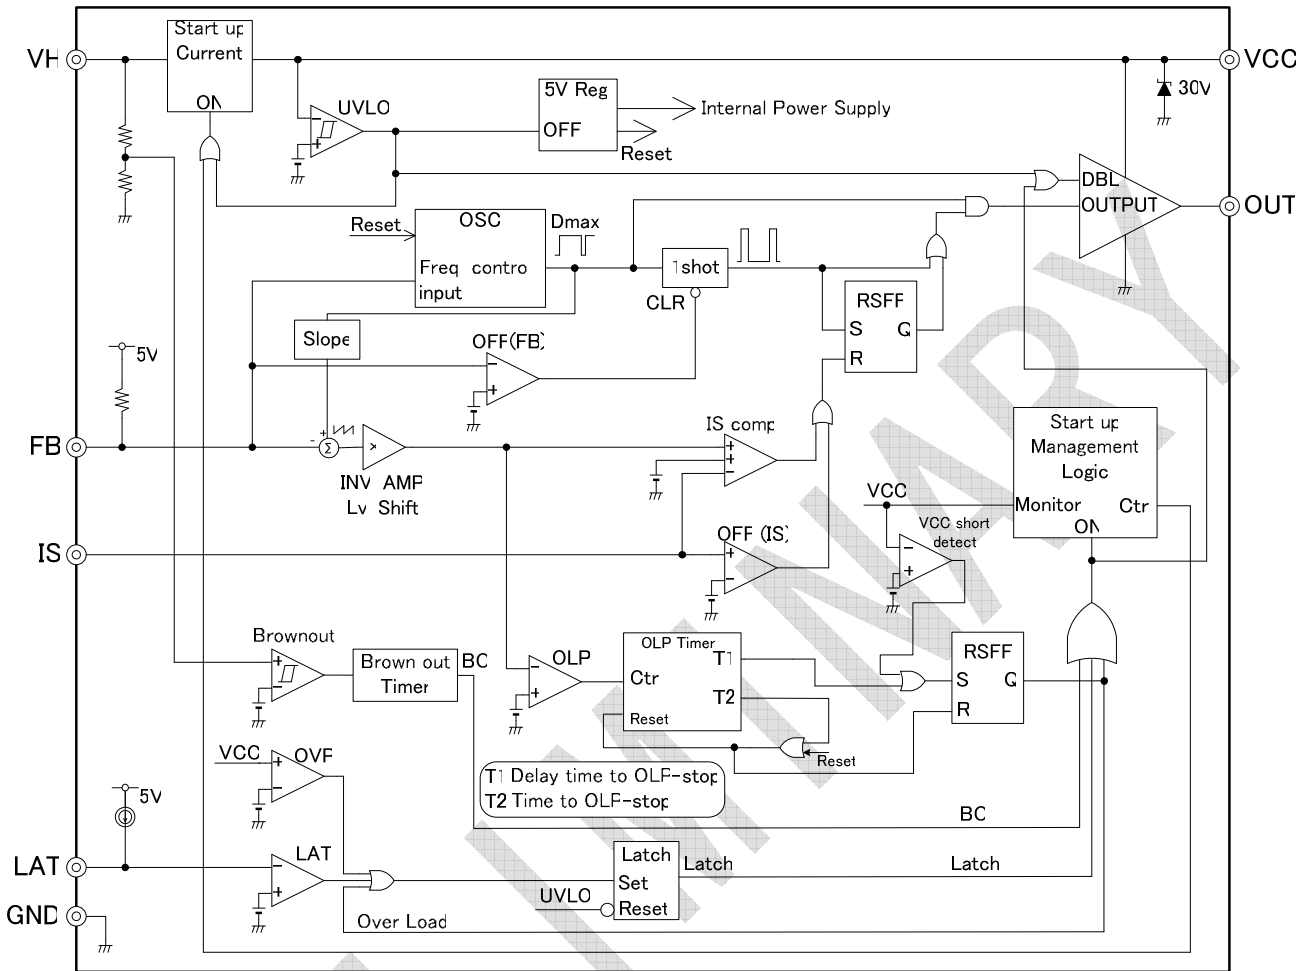 Start up
Current
ON
VH
VCC
30V
UVLO
5V Reg
OFF
Internal Power Supply
Reset
DBL
OUTPUT
OUT
Reset
OSC
Freq contro
input
Dmax
1shot
CLR
RSFF
S Q
R
Slope
OFF(FB)
5V
FB
- + Σ
INV AMP
Lv Shift
IS comp
Start up
Management
Logic
Monitor Ctr
ON
VCC
VCC short
detect
IS
OFF (IS)
Brownout
Brown out
Timer
BO
OLP
OLP Timer
T1
Ctr
T2
Reset
RSFF
S Q
R
Reset
VCC
OVP
T1 Delay time to OLP-stop
T2 Time to OLP-stop
BO
5V
LAT
LAT
Latch
Set
Reset
Latch
Latch
UVLO
GND
Over Load
IMINARY